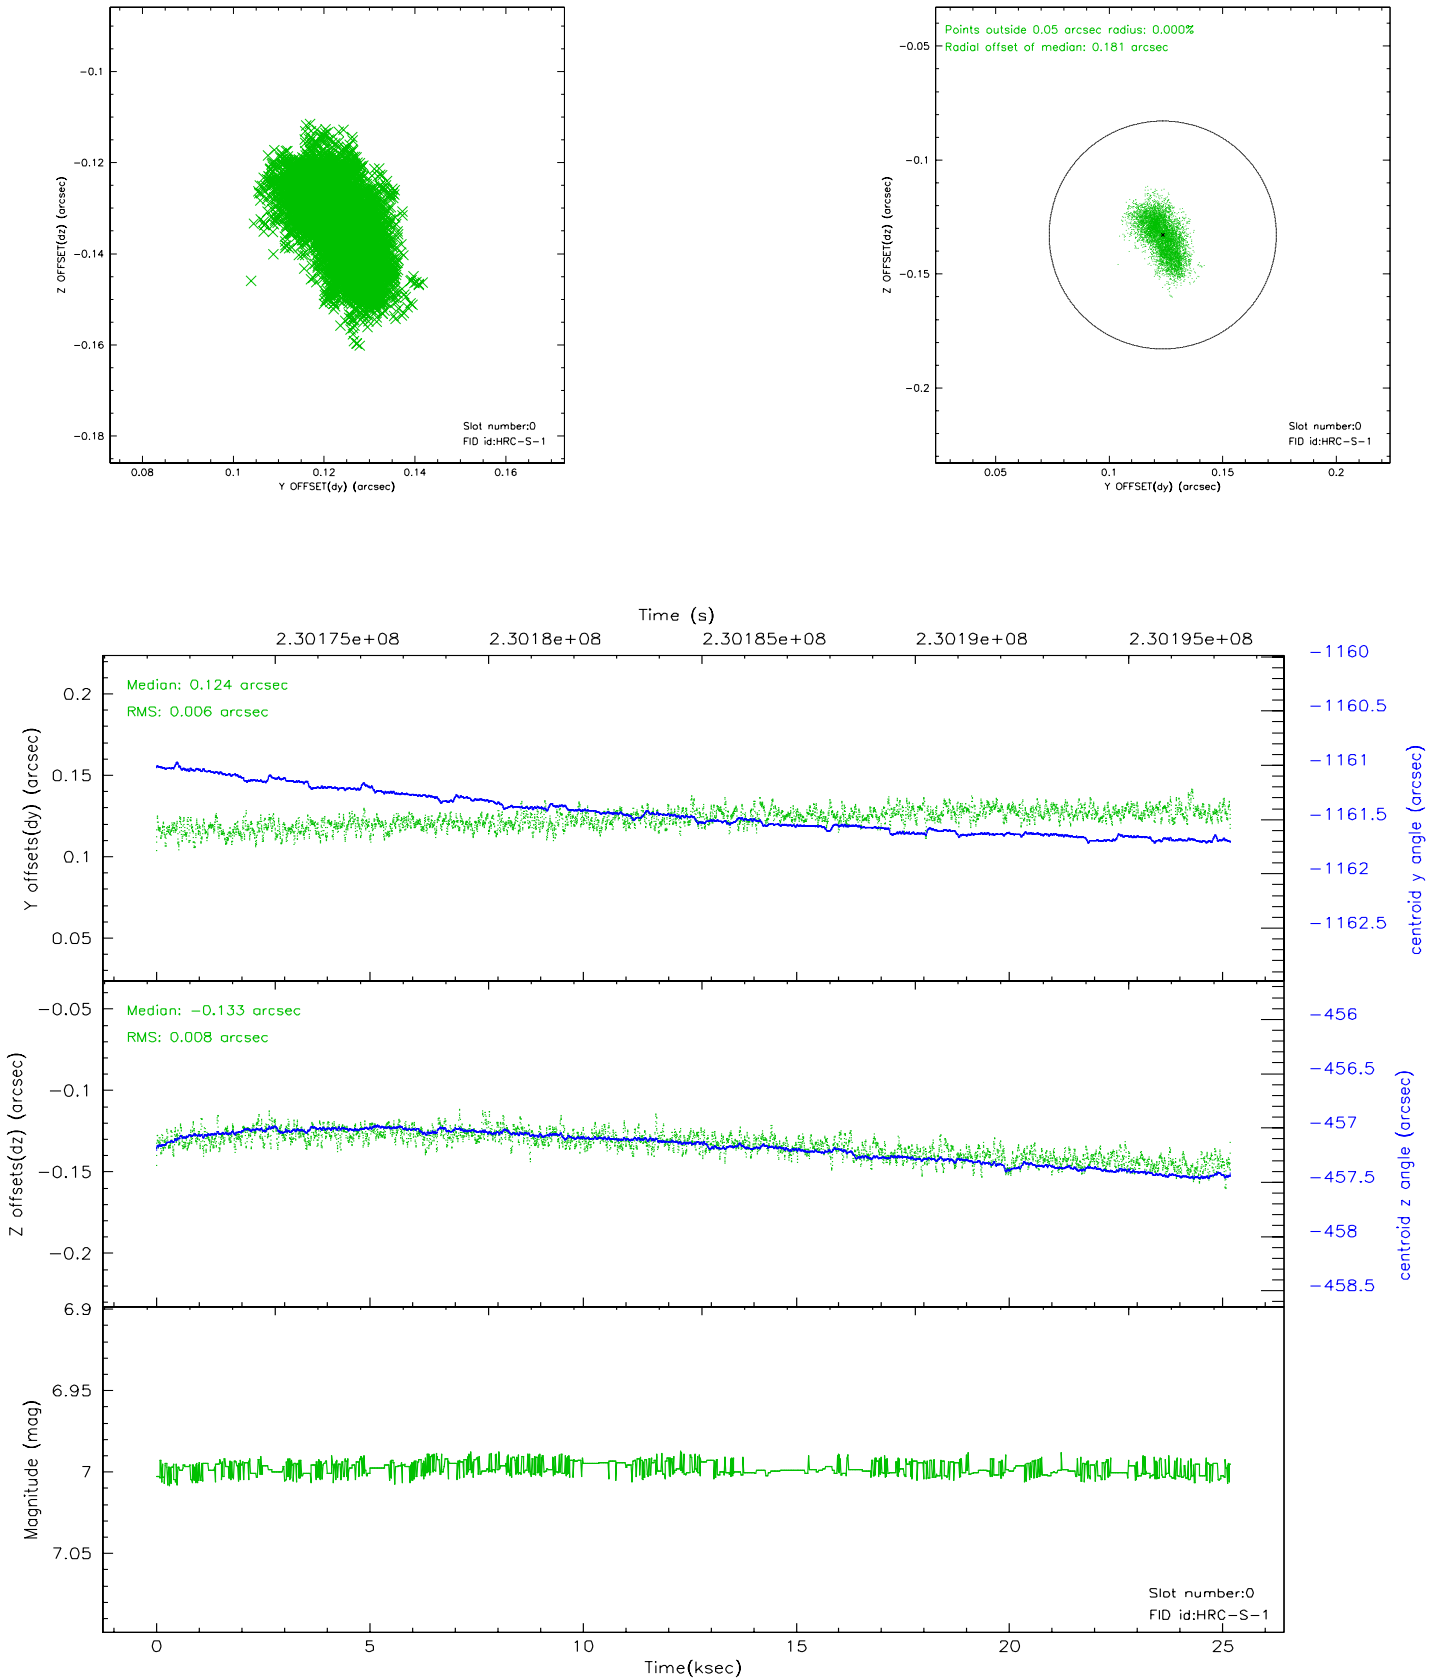 −0.1
−0.12
−0.14
−0.16
−0.18
Z OFFSET(dz) (arcsec)
Slot number:0
FID id:HRC−S−1
0.08 0.1 0.12 0.14 0.16
Y OFFSET(dy) (arcsec)
Points outside 0.05 arcsec radius: 0.000%
Radial offset of median: 0.181 arcsec
−0.05
−0.1
−0.15
−0.2
Z OFFSET(dz) (arcsec)
Slot number:0
FID id:HRC−S−1
0.05 0.1 0.15 0.2
Y OFFSET(dy) (arcsec)
Time (s)
2.30175e+08 2.3018e+08 2.30185e+08 2.3019e+08 2.30195e+08
Median: 0.124 arcsec
RMS: 0.006 arcsec
0.2
0.15
0.1
0.05
Y offsets(dy) (arcsec)
−1160
−1160.5
−1161
−1161.5
−1162
−1162.5
centroid y angle (arcsec)
Median: −0.133 arcsec
RMS: 0.008 arcsec
−0.05
−0.1
−0.15
−0.2
Z offsets(dz) (arcsec)
−456
−456.5
−457
−457.5
−458
−458.5
centroid z angle (arcsec)
6.9
6.95
7
7.05
Magnitude (mag)
Slot number:0
FID id:HRC−S−1
0 5 10 15 20 25
Time(ksec)